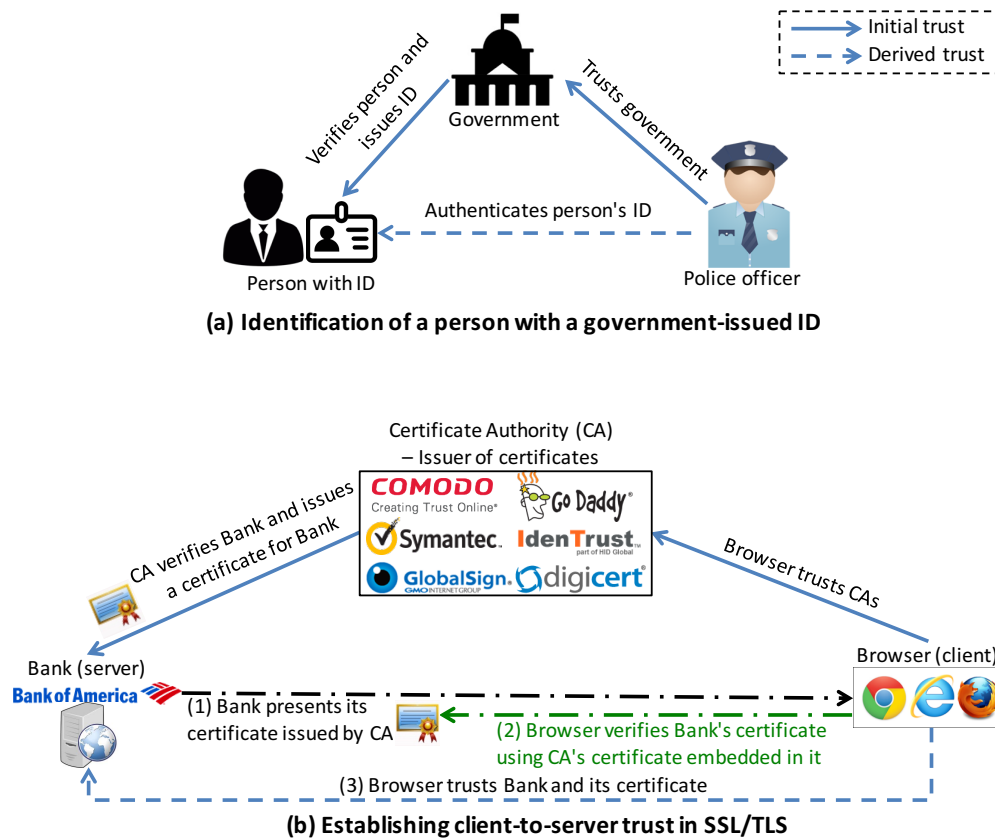 Initial trust
Derived trust
Verifies person and
issues ID
Government
Trusts government
Authenticates person's ID
Person with ID
Police officer
(a) Identification of a person with a government-issued ID
Certificate Authority (CA)
– Issuer of certificates
COMODO
Creating Trust Online®
Go Daddy®
Symantec™
IdenTrust™
part of HID Global
GlobalSign®
GMO INTERNET GROUP
digicert®
CA verifies Bank and issues
a certificate for Bank
Browser trusts CAs
Bank (server)
Bank of America
Browser (client)
(1) Bank presents its
certificate issued by CA
(2) Browser verifies Bank's certificate
using CA's certificate embedded in it
(3) Browser trusts Bank and its certificate
(b) Establishing client-to-server trust in SSL/TLS